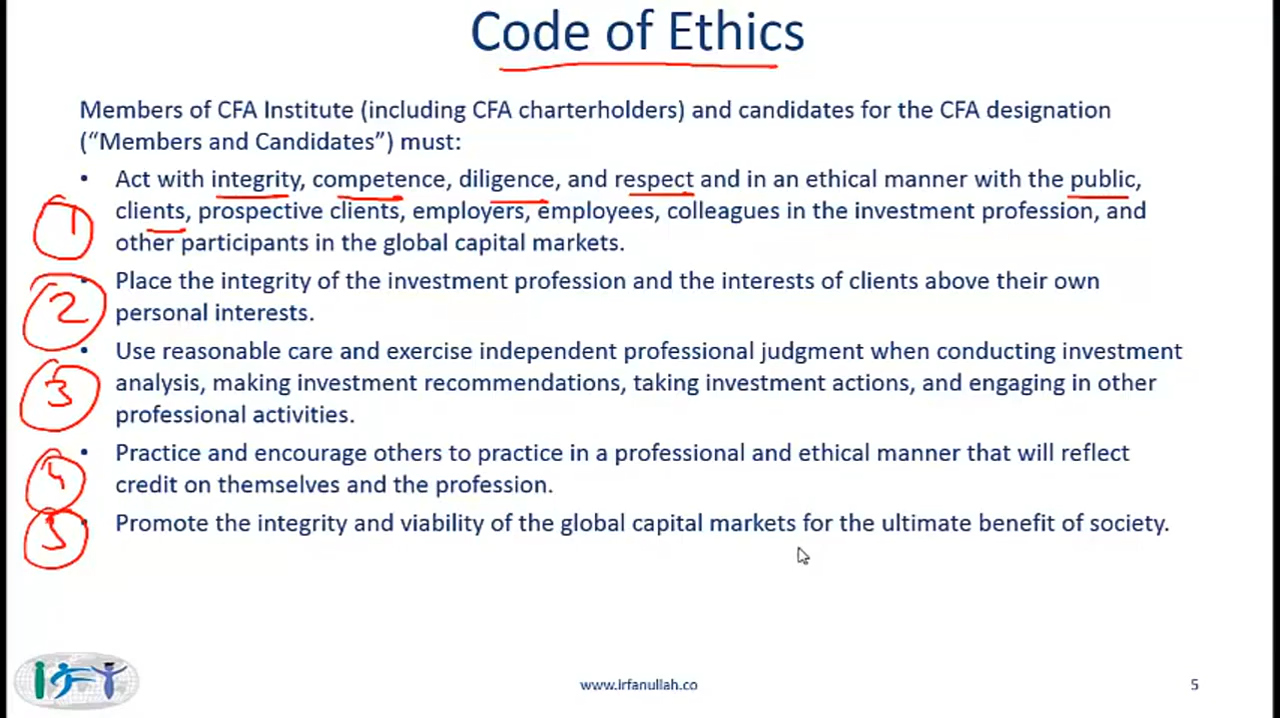 Code of Ethics
Members of CFA Institute (including CFA charterholders) and candidates for the CFA designation
(“Members and Candidates”) must:
• Act with integrity, competence, diligence, and respect and in an ethical manner with the public,
1 clients, prospective clients, employers, employees, colleagues in the investment profession, and
other participants in the global capital markets.
• Place the integrity of the investment profession and the interests of clients above their own
2 personal interests.
• Use reasonable care and exercise independent professional judgment when conducting investment
3 analysis, making investment recommendations, taking investment actions, and engaging in other
professional activities.
• Practice and encourage others to practice in a professional and ethical manner that will reflect
4 credit on themselves and the profession.
5 • Promote the integrity and viability of the global capital markets for the ultimate benefit of society.
IFT www.irfanullah.co 5